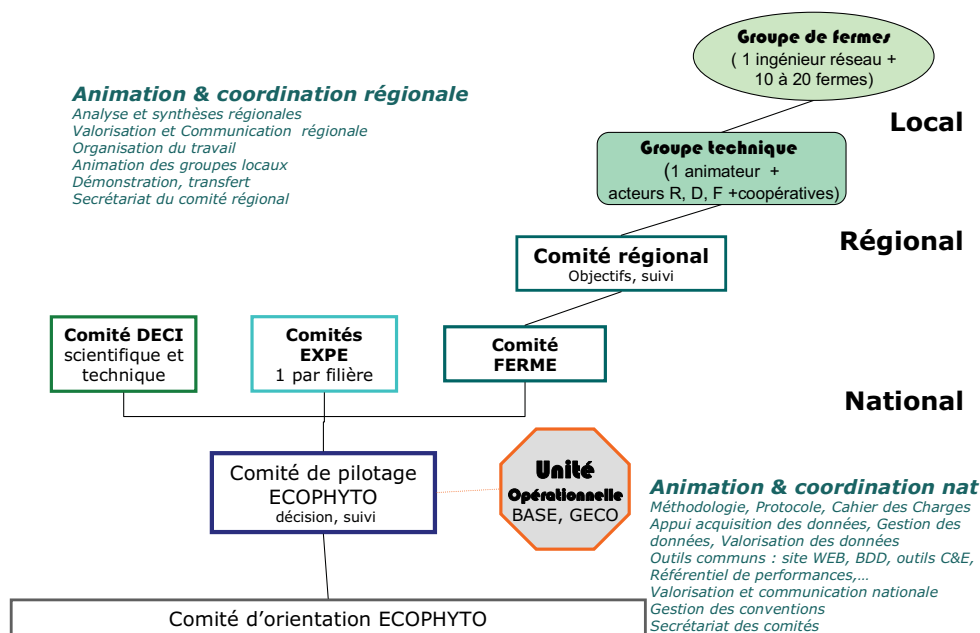 Groupe de fermes
( 1 ingénieur réseau +
10 à 20 fermes)
Animation & coordination régionale
Analyse et synthèses régionales
Valorisation et Communication régionale
Organisation du travail
Animation des groupes locaux
Démonstration, transfert
Secrétariat du comité régional
Local
Groupe technique
(1 animateur +
acteurs R, D, F +coopératives)
Régional
Comité régional
Objectifs, suivi
Comité DECI
scientifique et
technique
Comités
EXPE
1 par filière
Comité
FERME
National
Comité de pilotage
ECOPHYTO
décision, suivi
Unité
Opérationnelle
BASE, GECO
Animation & coordination nat
Méthodologie, Protocole, Cahier des Charges
Appui acquisition des données, Gestion des
données, Valorisation des données
Outils communs : site WEB, BDD, outils C&E,
Référentiel de performances,...
Valorisation et communication nationale
Gestion des conventions
Secrétariat des comités
Comité d'orientation ECOPHYTO